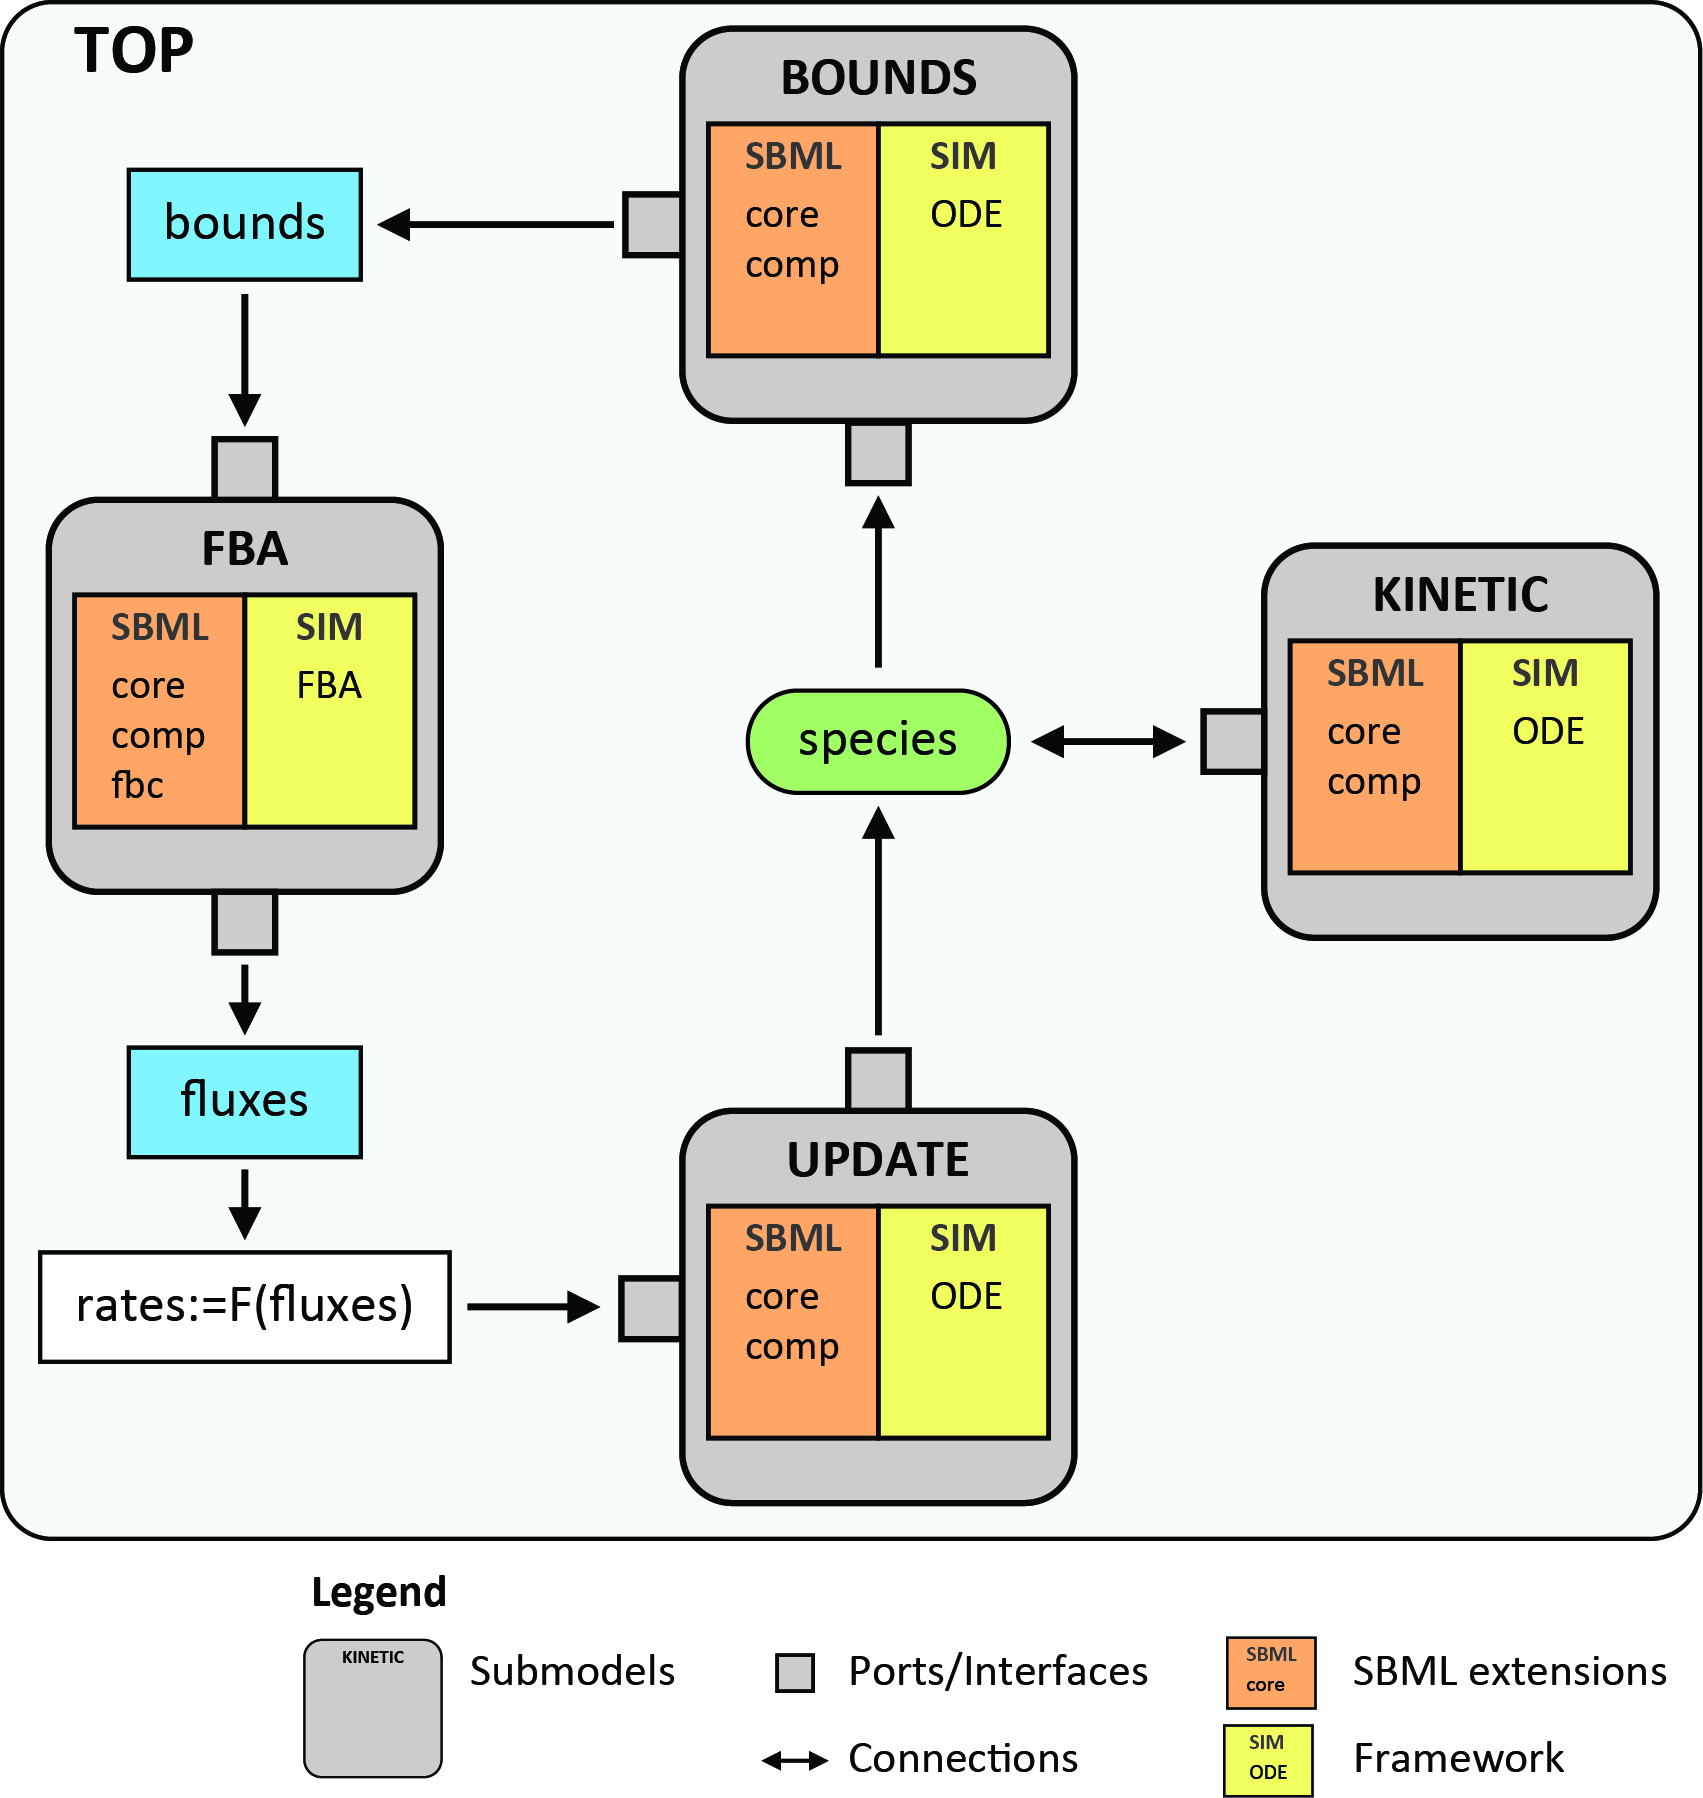 TOP
BOUNDS
SBML
core
comp
SIM
ODE
bounds
FBA
SBML
core
comp
fbc
SIM
FBA
KINETIC
SBML
core
comp
SIM
ODE
species
fluxes
rates:=F(fluxes)
UPDATE
SBML
core
comp
SIM
ODE
Legend
KINETIC
Submodels
Ports/Interfaces
Connections
SBML
core
SBML extensions
SIM
ODE
Framework